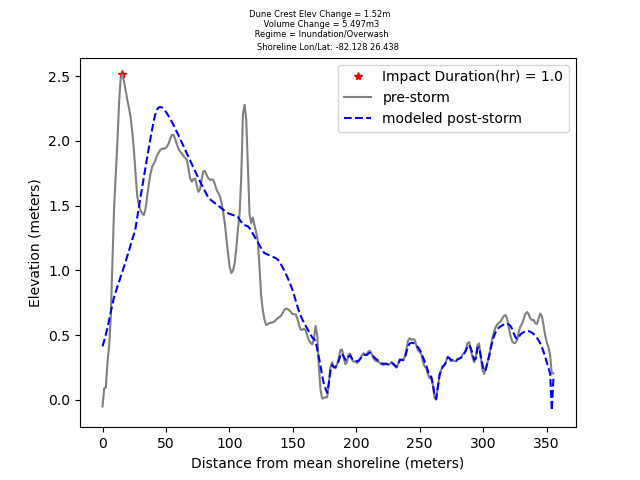 Dune Crest Elev Change = 1.52m
Volume Change = 5.497m3
Regime = Inundation/Overwash
Shoreline Lon/Lat: -82.128 26.438
Impact Duration(hr) = 1.0
pre-storm
modeled post-storm
2.5
2.0
1.5
1.0
0.5
0.0
Elevation (meters)
0 50 100 150 200 250 300 350
Distance from mean shoreline (meters)